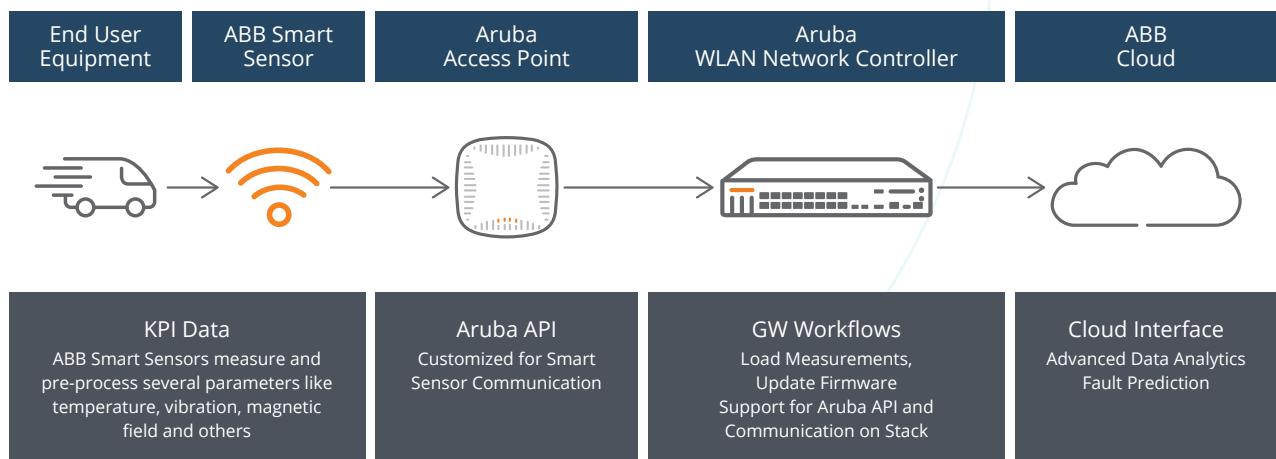 End User
Equipment
ABB Smart
Sensor
Aruba
Access Point
Aruba
WLAN Network Controller
ABB
Cloud
KPI Data
ABB Smart Sensors measure and
pre-process several parameters like
temperature, vibration, magnetic
field and others
Aruba API
Customized for Smart
Sensor Communication
GW Workflows
Load Measurements,
Update Firmware
Support for Aruba API and
Communication on Stack
Cloud Interface
Advanced Data Analytics
Fault Prediction